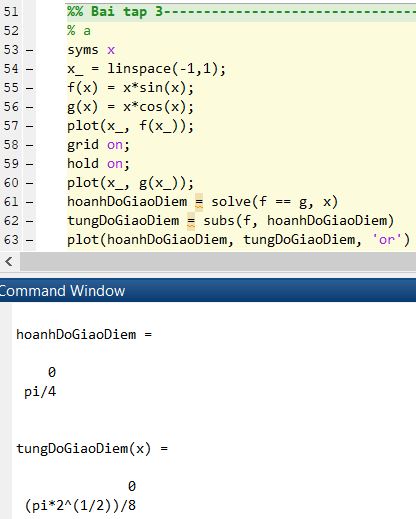 51 %% Bai tap 3--------------------------------
52 % a
53 – syms x
54 – x_ = linspace(-1,1);
55 – f(x) = x*sin(x);
56 – g(x) = x*cos(x);
57 – plot(x_, f(x_));
58 – grid on;
59 – hold on;
60 – plot(x_, g(x_));
61 – hoanhDoGiaoDiem = solve(f == g, x)
62 – tungDoGiaoDiem = subs(f, hoanhDoGiaoDiem)
63 – plot(hoanhDoGiaoDiem, tungDoGiaoDiem, 'or')
Command Window
hoanhDoGiaoDiem =
0
pi/4
tungDoGiaoDiem(x) =
0
(pi*2^(1/2))/8